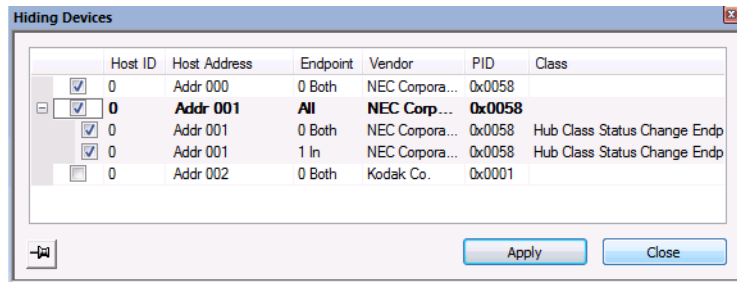 Hiding Devices
Host ID Host Address Endpoint Vendor PID Class
0 Addr 000 0 Both NEC Corpora... 0x0058
0 Addr 001 All NEC Corp... 0x0058
0 Addr 001 0 Both NEC Corpora... 0x0058 Hub Class Status Change Endp
0 Addr 001 1 In NEC Corpora... 0x0058 Hub Class Status Change Endp
0 Addr 002 0 Both Kodak Co. 0x0001
Apply Close